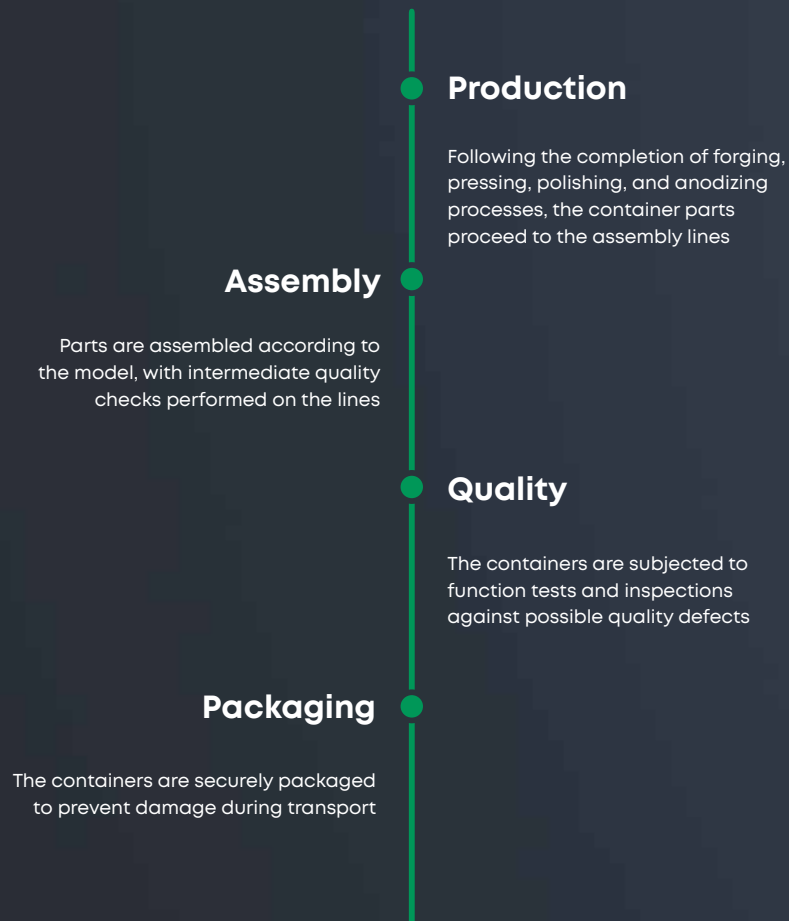 Production
Following the completion of forging,
pressing, polishing, and anodizing
processes, the container parts
proceed to the assembly lines
Assembly
Parts are assembled according to
the model, with intermediate quality
checks performed on the lines
Quality
The containers are subjected to
function tests and inspections
against possible quality defects
Packaging
The containers are securely packaged
to prevent damage during transport